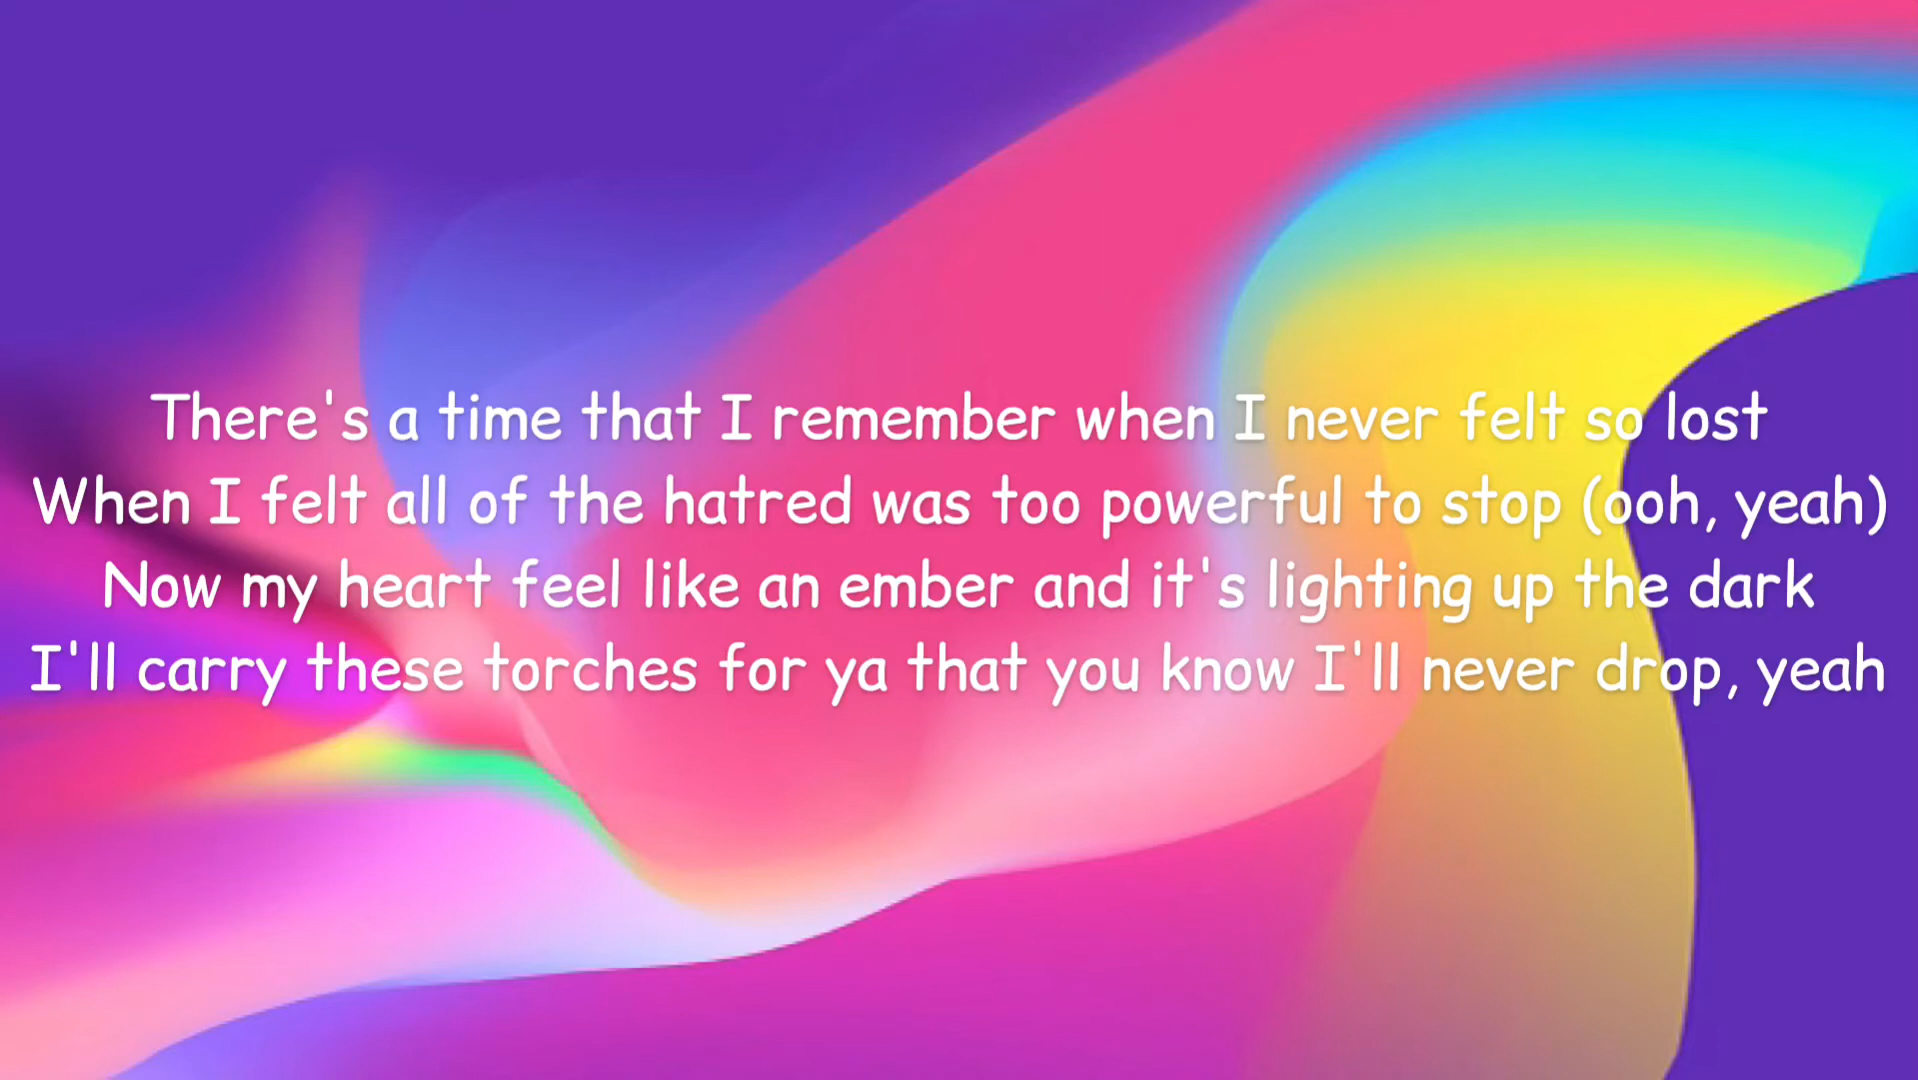 There's a time that I remember when I never felt so lost
When I felt all of the hatred was too powerful to stop (ooh, yeah)
Now my heart feel like an ember and it's lighting up the dark
I'll carry these torches for ya that you know I'll never drop, yeah